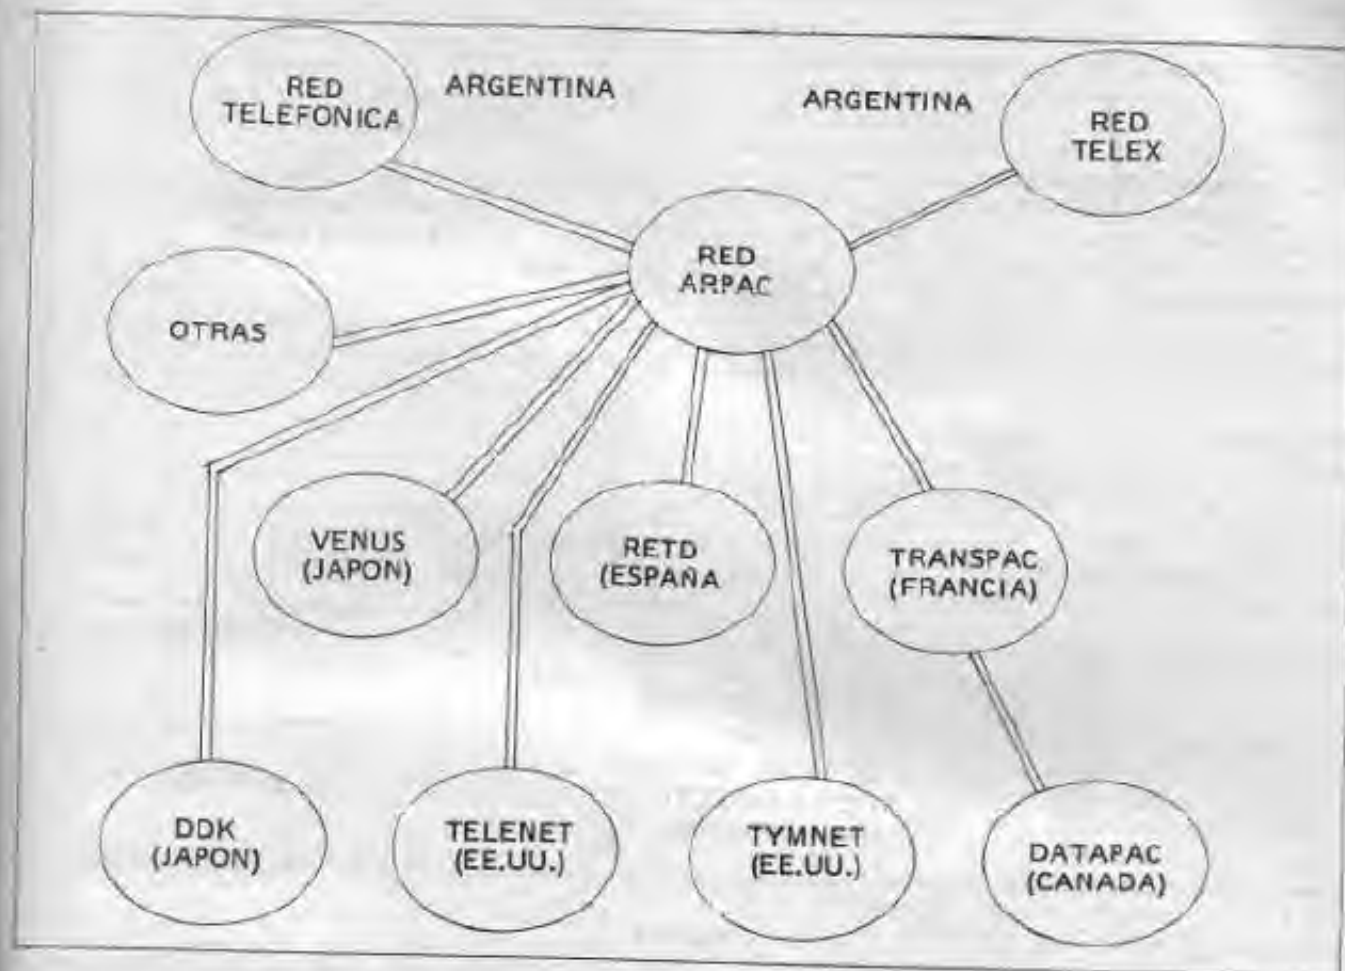 RED
TELEFONICA
ARGENTINA
ARGENTINA
RED
TELEX
RED
ARPAC
OTRAS
VENUS
(JAPON)
RETD
(ESPAÑA
TRANSPAC
(FRANCIA)
DDK
(JAPON)
TELENET
(EE.UU.)
TYMNET
(EE.UU.)
DATAPAC
(CANADA)